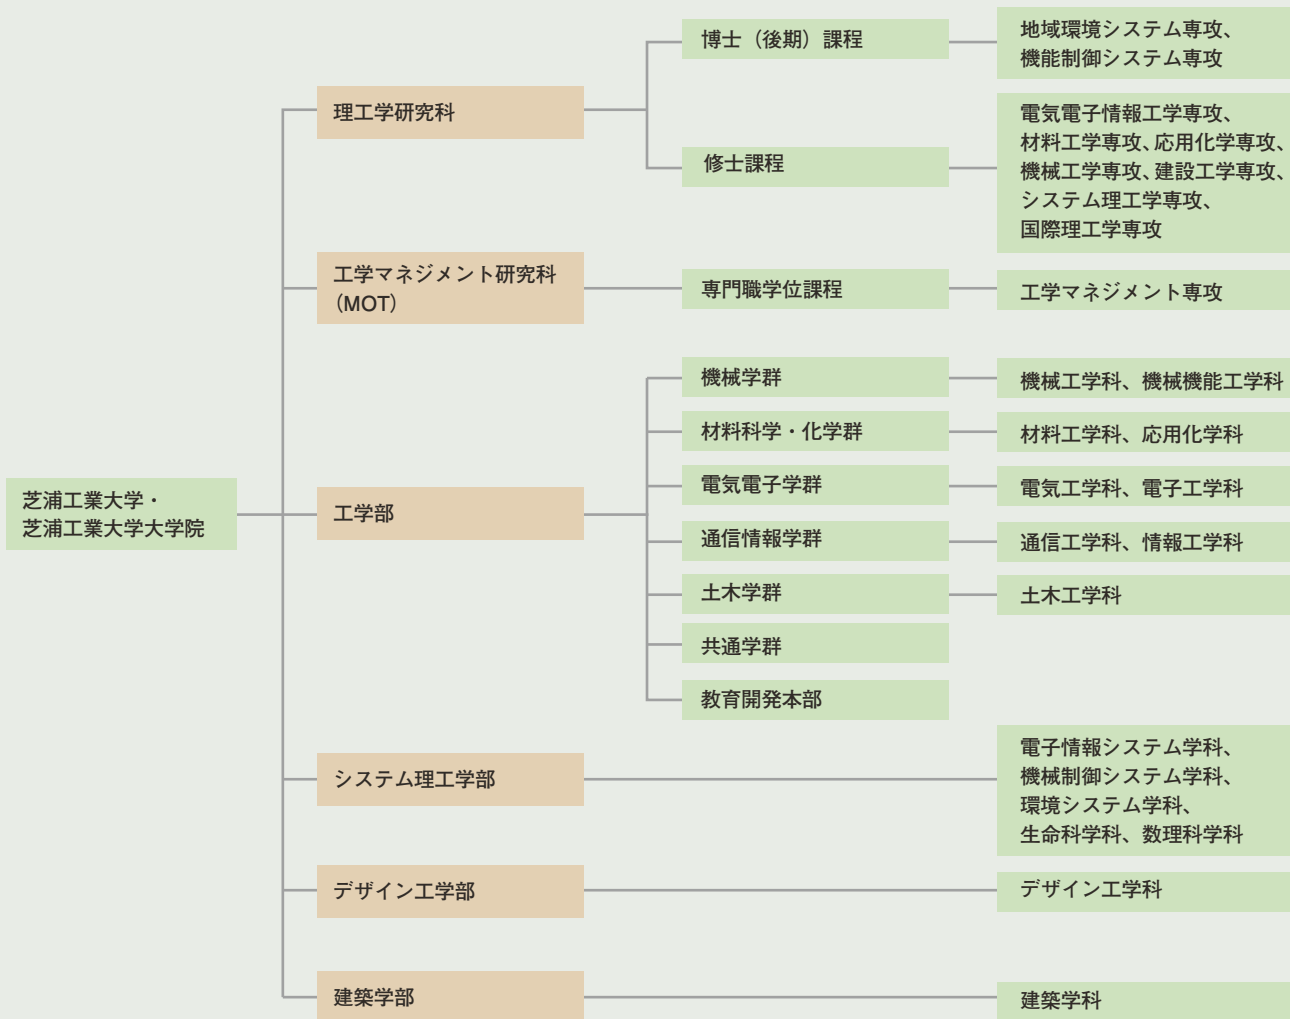 芝浦工業大学・
芝浦工業大学大学院
理工学研究科
博士（後期）課程
地域環境システム専攻、
機能制御システム専攻
修士課程
電気電子情報工学専攻、
材料工学専攻、応用化学専攻、
機械工学専攻、建設工学専攻、
システム理工学専攻、
国際理工学専攻
工学マネジメント研究科
（MOT）
専門職学位課程
工学マネジメント専攻
工学部
機械学群
機械工学科、機械機能工学科
材料科学・化学群
材料工学科、応用化学科
電気電子学群
電気工学科、電子工学科
通信情報学群
通信工学科、情報工学科
土木学群
土木工学科
共通学群
教育開発本部
システム理工学部
電子情報システム学科、
機械制御システム学科、
環境システム学科、
生命科学科、数理科学科
デザイン工学部
デザイン工学科
建築学部
建築学科